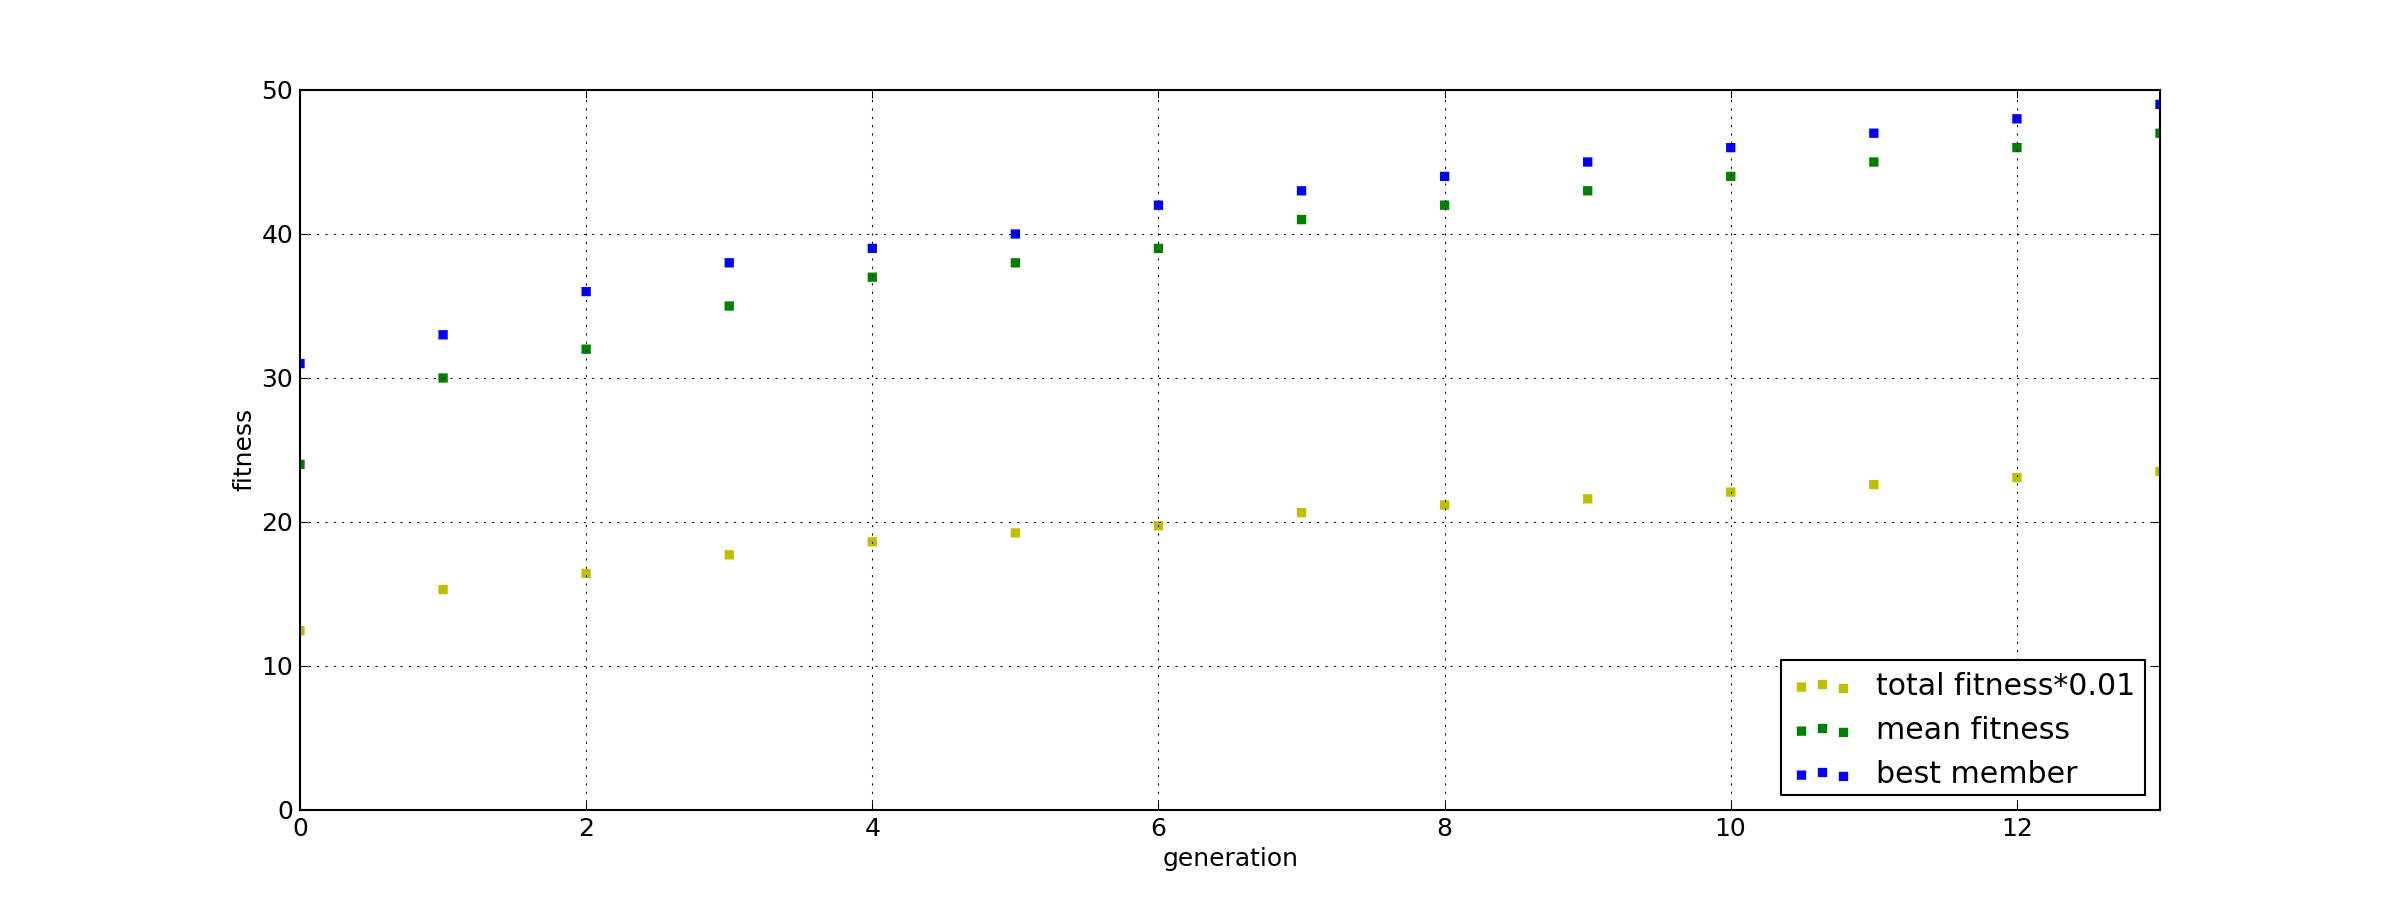 50
40
30
20
10
0
fitness
0 2 4 6 8 10 12
generation
total fitness*0.01
mean fitness
best member